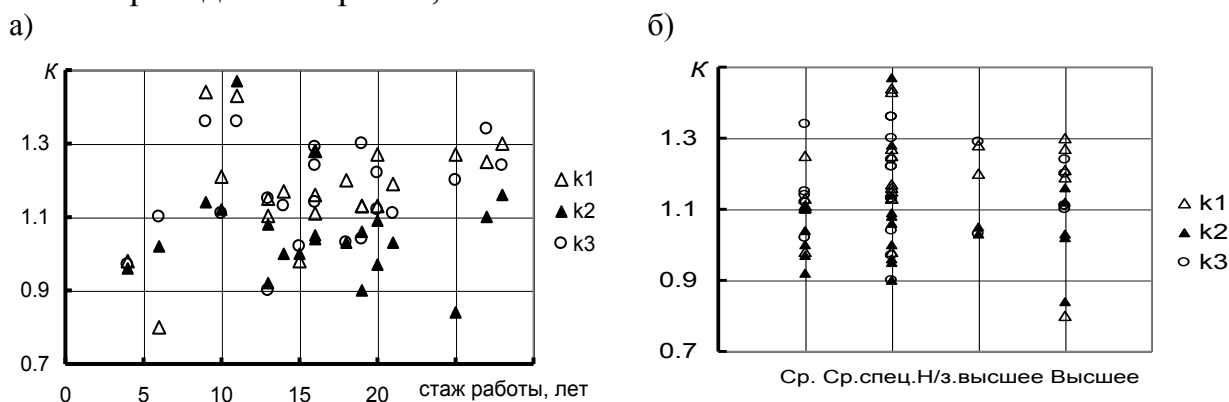 а)
б)
К
1.3
1.1
0.9
0.7
0 5 10 15 20
стаж работы, лет
k1
k2
k3
К
1.3
1.1
0.9
0.7
Ср. Ср.спец.Н/з.высшее Высшее
k1
k2
k3